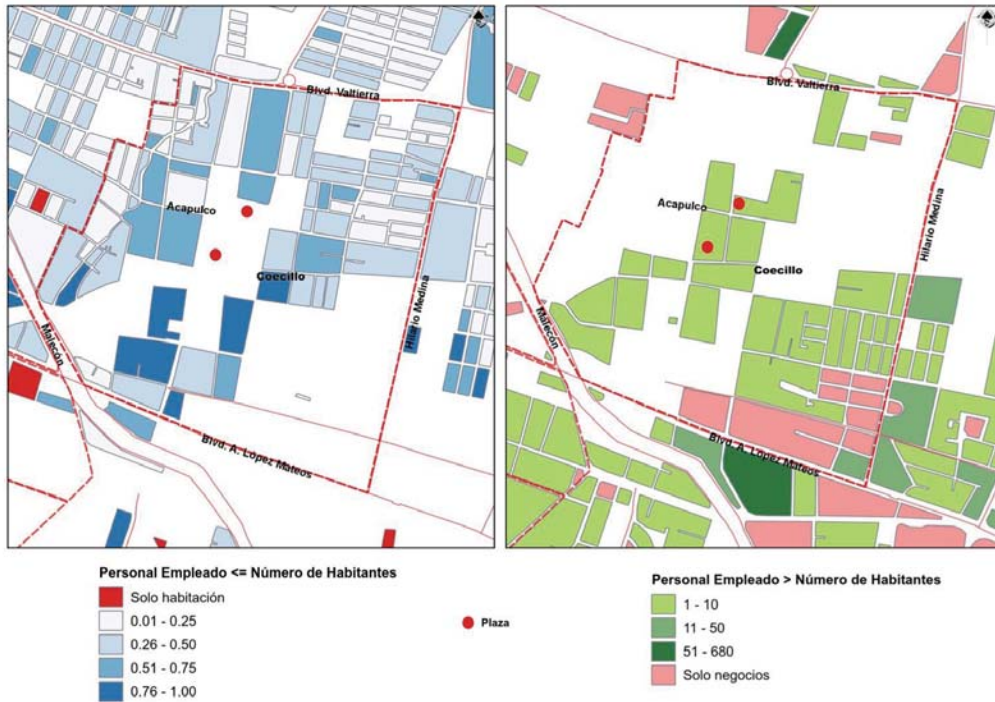 Blvd. Valtierra
Acapulco
Coecillo
Hilario Medina
Malecón
Blvd. A. López Mateos
Blvd. Valtierra
Acapulco
Coecillo
Hilario Medina
Malecón
Blvd. A. López Mateos
Personal Empleado <= Número de Habitantes
Solo habitación
0.01 - 0.25
0.26 - 0.50
0.51 - 0.75
0.76 - 1.00
Plaza
Personal Empleado > Número de Habitantes
1 - 10
11 - 50
51 - 680
Solo negocios